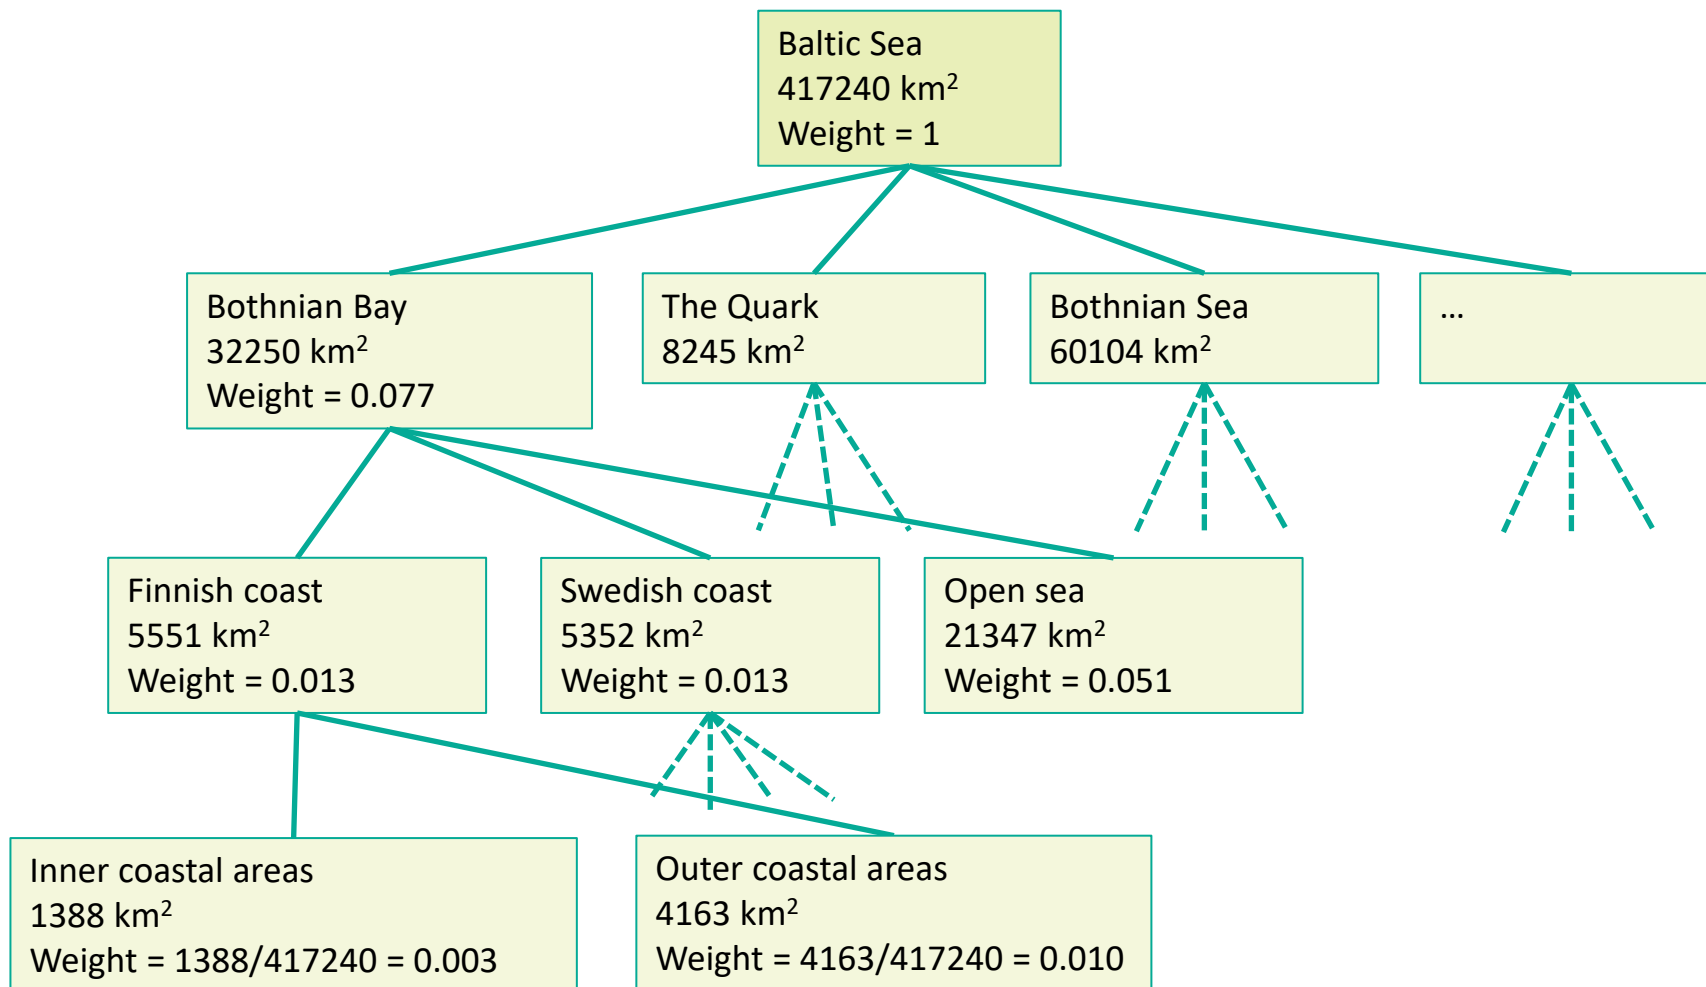 Baltic Sea
417240 km²
Weight = 1
Bothnian Bay
32250 km²
Weight = 0.077
The Quark
8245 km²
Bothnian Sea
60104 km²
...
Finnish coast
5551 km²
Weight = 0.013
Swedish coast
5352 km²
Weight = 0.013
Open sea
21347 km²
Weight = 0.051
Inner coastal areas
1388 km²
Weight = 1388/417240 = 0.003
Outer coastal areas
4163 km²
Weight = 4163/417240 = 0.010